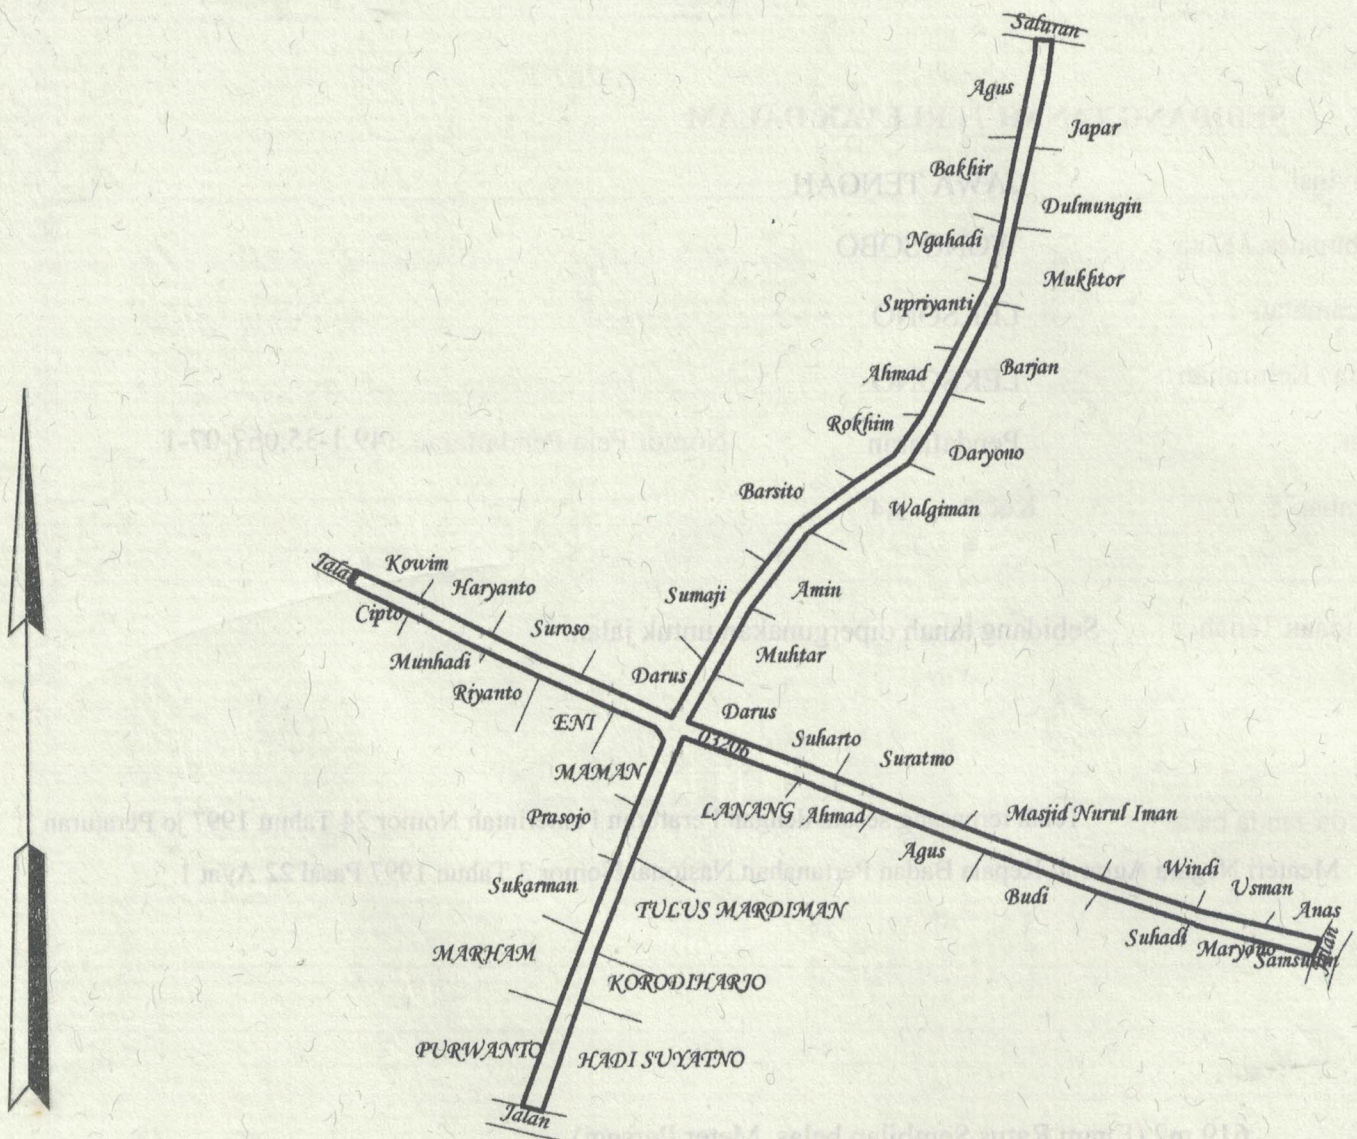 Saluran
Agus
Japar
Bakhir
Dulmungin
Ngahadi
Mukhtor
Supriyanti
Ahmad
Barjan
Rokhim
Daryono
Barsito
Walgiman
Jalan
Kowim
Haryanto
Cipto
Sumaji
Amin
Suroso
Munhadi
Muhtar
Riyanto
Darus
ENI
Darus
03206
Suharto
Suratmo
MAMAN
Prasojo
LANANG
Ahmad
Masjid Nurul Iman
Agus
Windi
Sukarman
Budi
Usman
TULUS MARDIMAN
Anas
Suhadi
Maryono
Jalan
MARHAM
KORODIHARJO
PURWANTO
HADI SUYATNO
Jalan